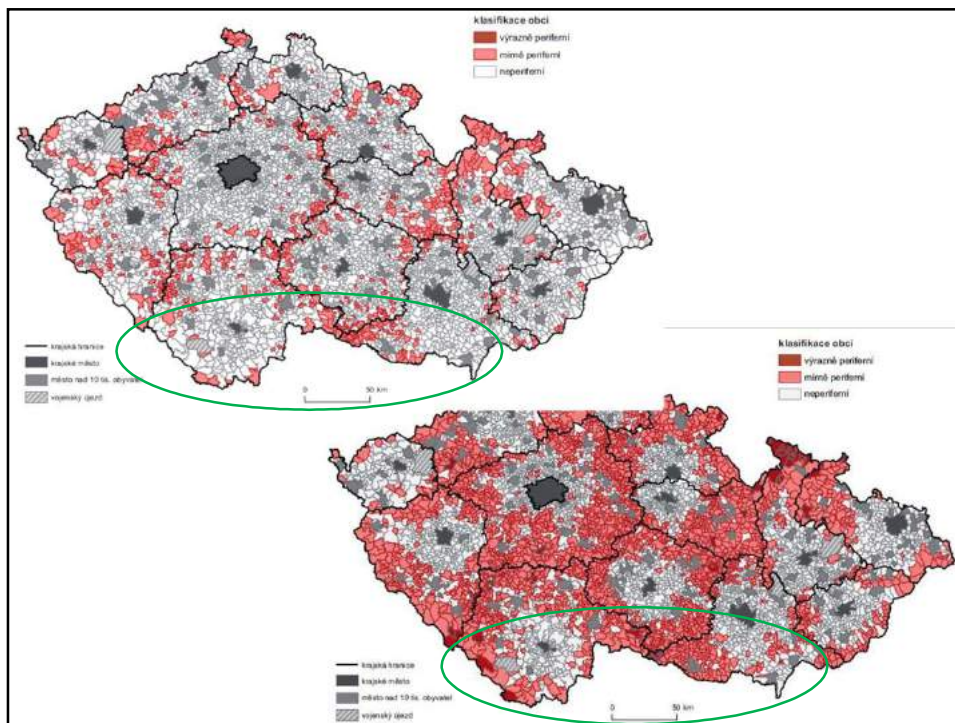 klasifikace obcí
výrazně periferní
mírně periferní
neperiferní
krajská hranice
krajské město
město nad 10 tis. obyvatel
vojenský újezd
0 50 km
klasifikace obcí
výrazně periferní
mírně periferní
neperiferní
krajská hranice
krajské město
město nad 10 tis. obyvatel
vojenský újezd
0 50 km